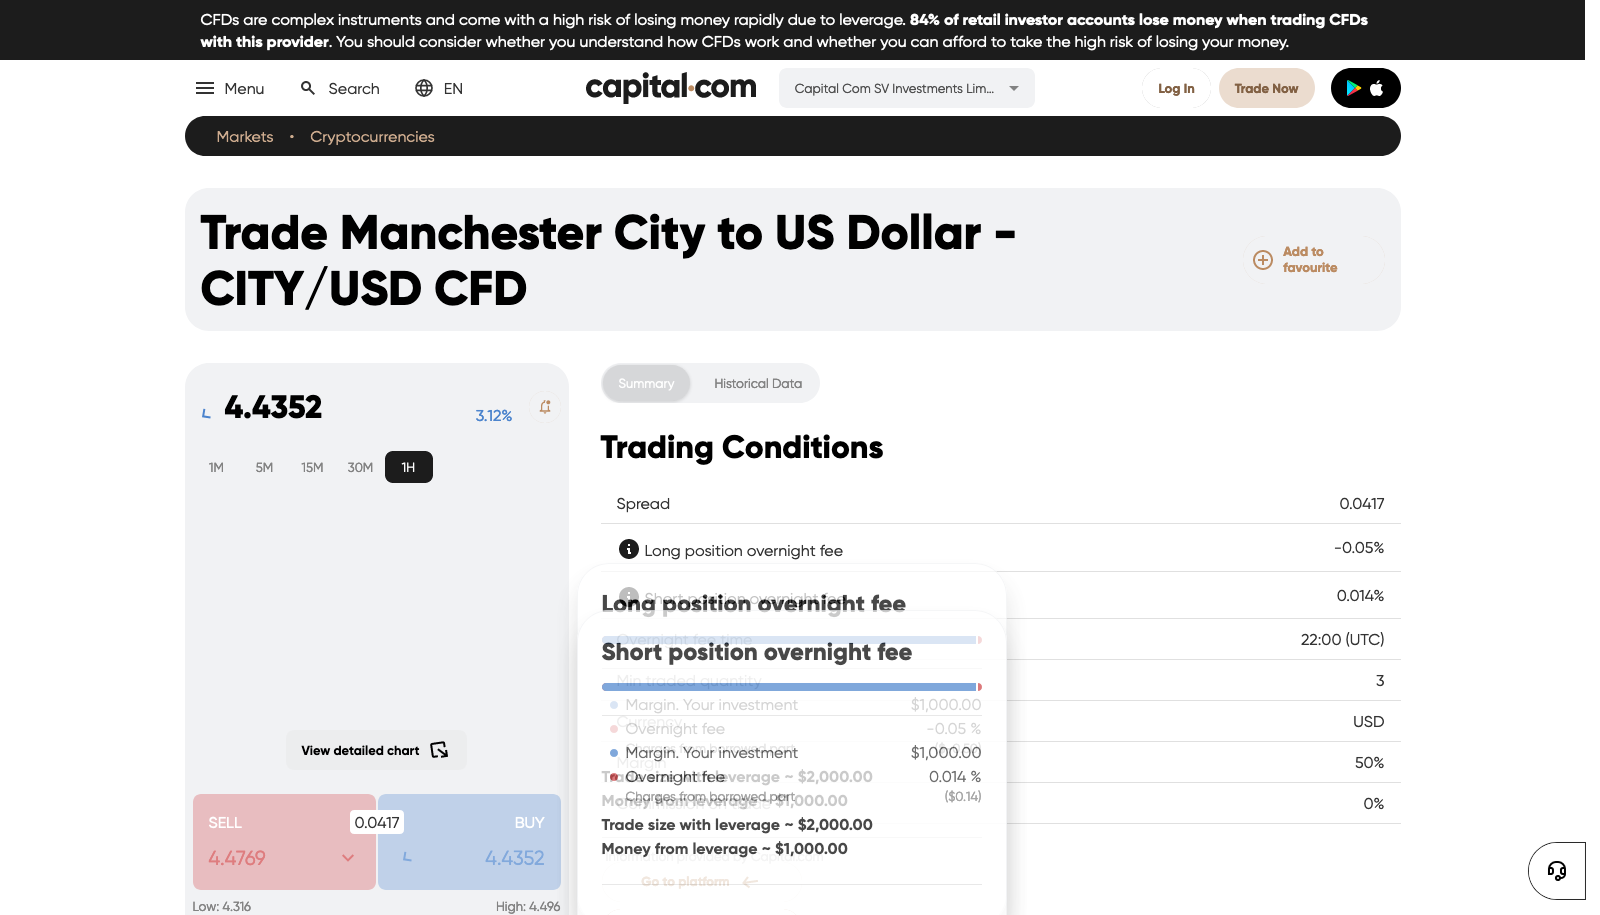 CFDs are complex instruments and come with a high risk of losing money rapidly due to leverage. 84% of retail investor accounts lose money when trading CFDs
with this provider. You should consider whether you understand how CFDs work and whether you can afford to take the high risk of losing your money.
Menu Search EN capital.com Capital Com SV Investments Lim... Log In Trade Now
Markets • Cryptocurrencies
Trade Manchester City to US Dollar -
CITY/USD CFD
Add to
favourite
4.4352 3.12%
1M 5M 15M 30M 1H
View detailed chart
SELL 0.0417 BUY
4.4769 4.4352
Low: 4.316 High: 4.496
Summary Historical Data
Trading Conditions
Spread 0.0417
Long position overnight fee -0.05%
Short position overnight fee 0.014%
Overnight fee time 22:00 (UTC)
Min traded quantity 3
Currency USD
Margin 50%
0%
Long position overnight fee
Margin. Your investment $1,000.00
Overnight fee -0.05 %
Trade size with leverage ~ $2,000.00
Money from leverage ~ $1,000.00
Short position overnight fee
Margin. Your investment $1,000.00
Overnight fee 0.014 %
Charges from borrowed part ($0.14)
Trade size with leverage ~ $2,000.00
Money from leverage ~ $1,000.00
Information provided by Capital.com
Go to platform